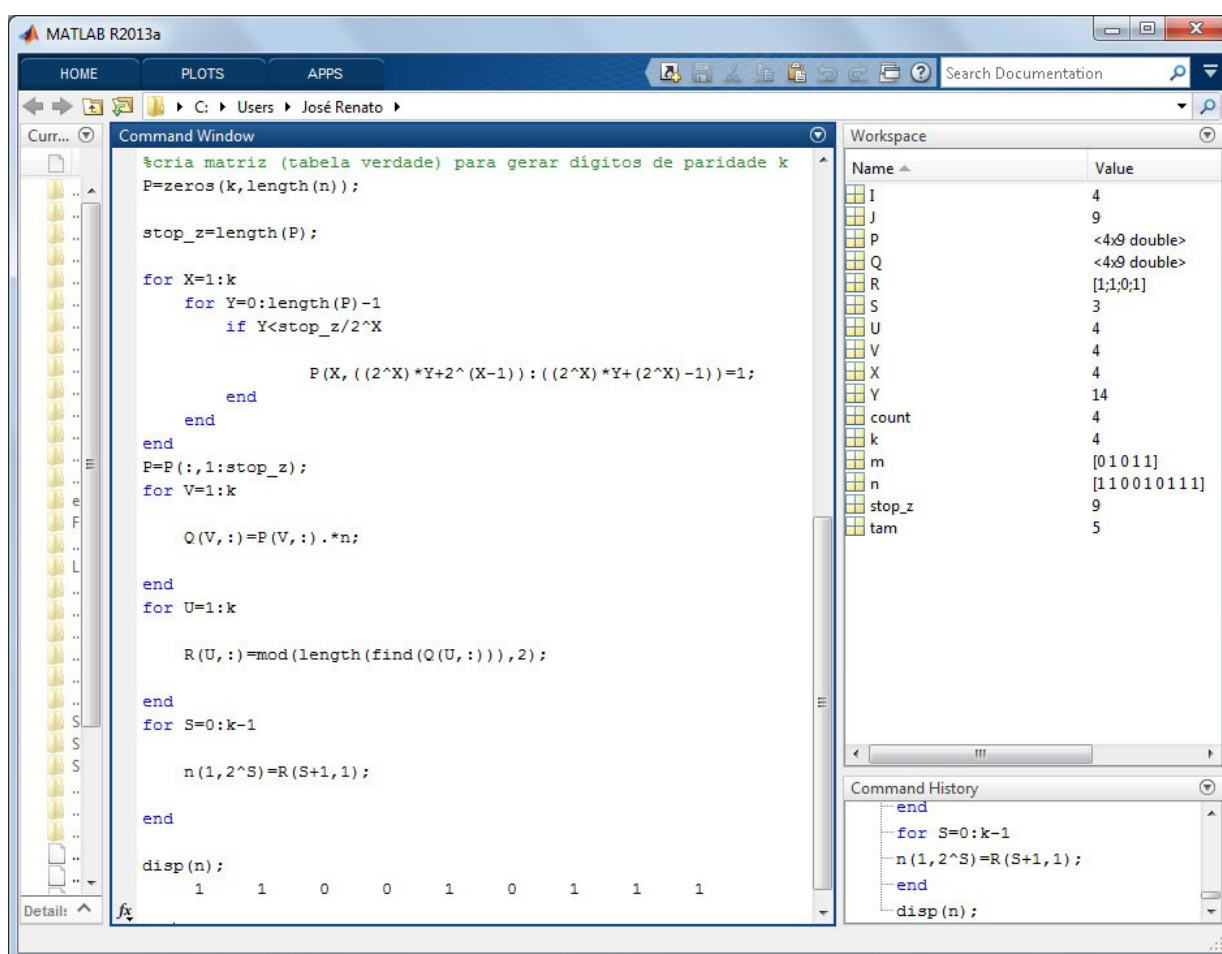 MATLAB R2013a
HOME PLOTS APPS Search Documentation
C: Users José Renato
Curr...
Command Window
%cria matriz (tabela verdade) para gerar dígitos de paridade k
P=zeros(k,length(n));
stop_z=length(P);
for X=1:k
for Y=0:length(P)-1
if Y<stop_z/2^X
P(X,((2^X)*Y+2^(X-1)):((2^X)*Y+(2^X)-1))=1;
end
end
end
P=P(:,1:stop_z);
for V=1:k
Q(V,:)=P(V,:).*n;
end
for U=1:k
R(U,:)=mod(length(find(Q(U,:))),2);
end
for S=0:k-1
n(1,2^S)=R(S+1,1);
end
disp(n);
1 1 0 0 1 0 1 1 1
fx
Workspace
Name Value
I 4
J 9
P <4x9 double>
Q <4x9 double>
R [1;1;0;1]
S 3
U 4
V 4
X 4
Y 14
count 4
k 4
m [0 1 0 1 1]
n [1 1 0 0 1 0 1 1 1]
stop_z 9
tam 5
Command History
end
for S=0:k-1
n(1,2^S)=R(S+1,1);
end
disp(n);